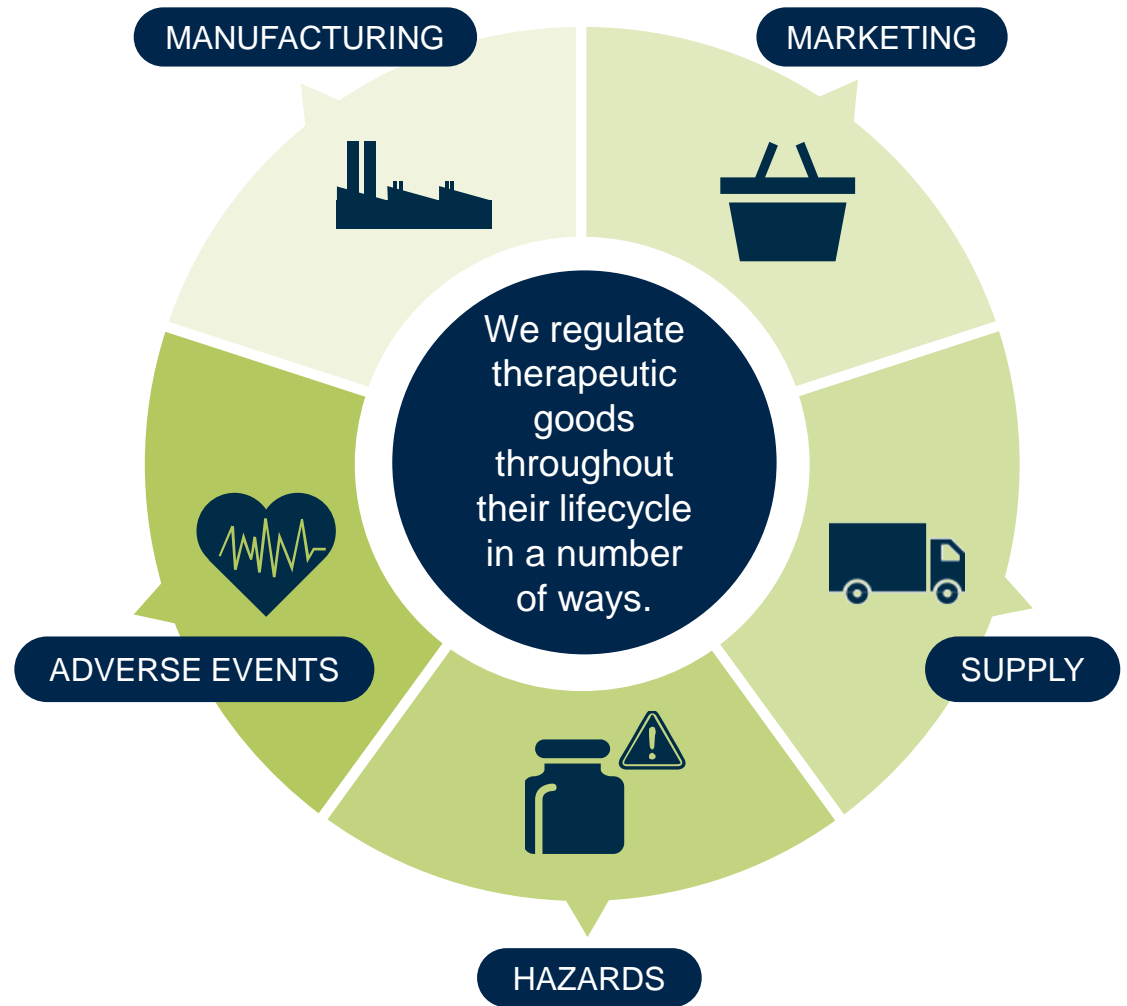 MANUFACTURING
MARKETING
We regulate
therapeutic
goods
throughout
their lifecycle
in a number
of ways.
ADVERSE EVENTS
SUPPLY
HAZARDS